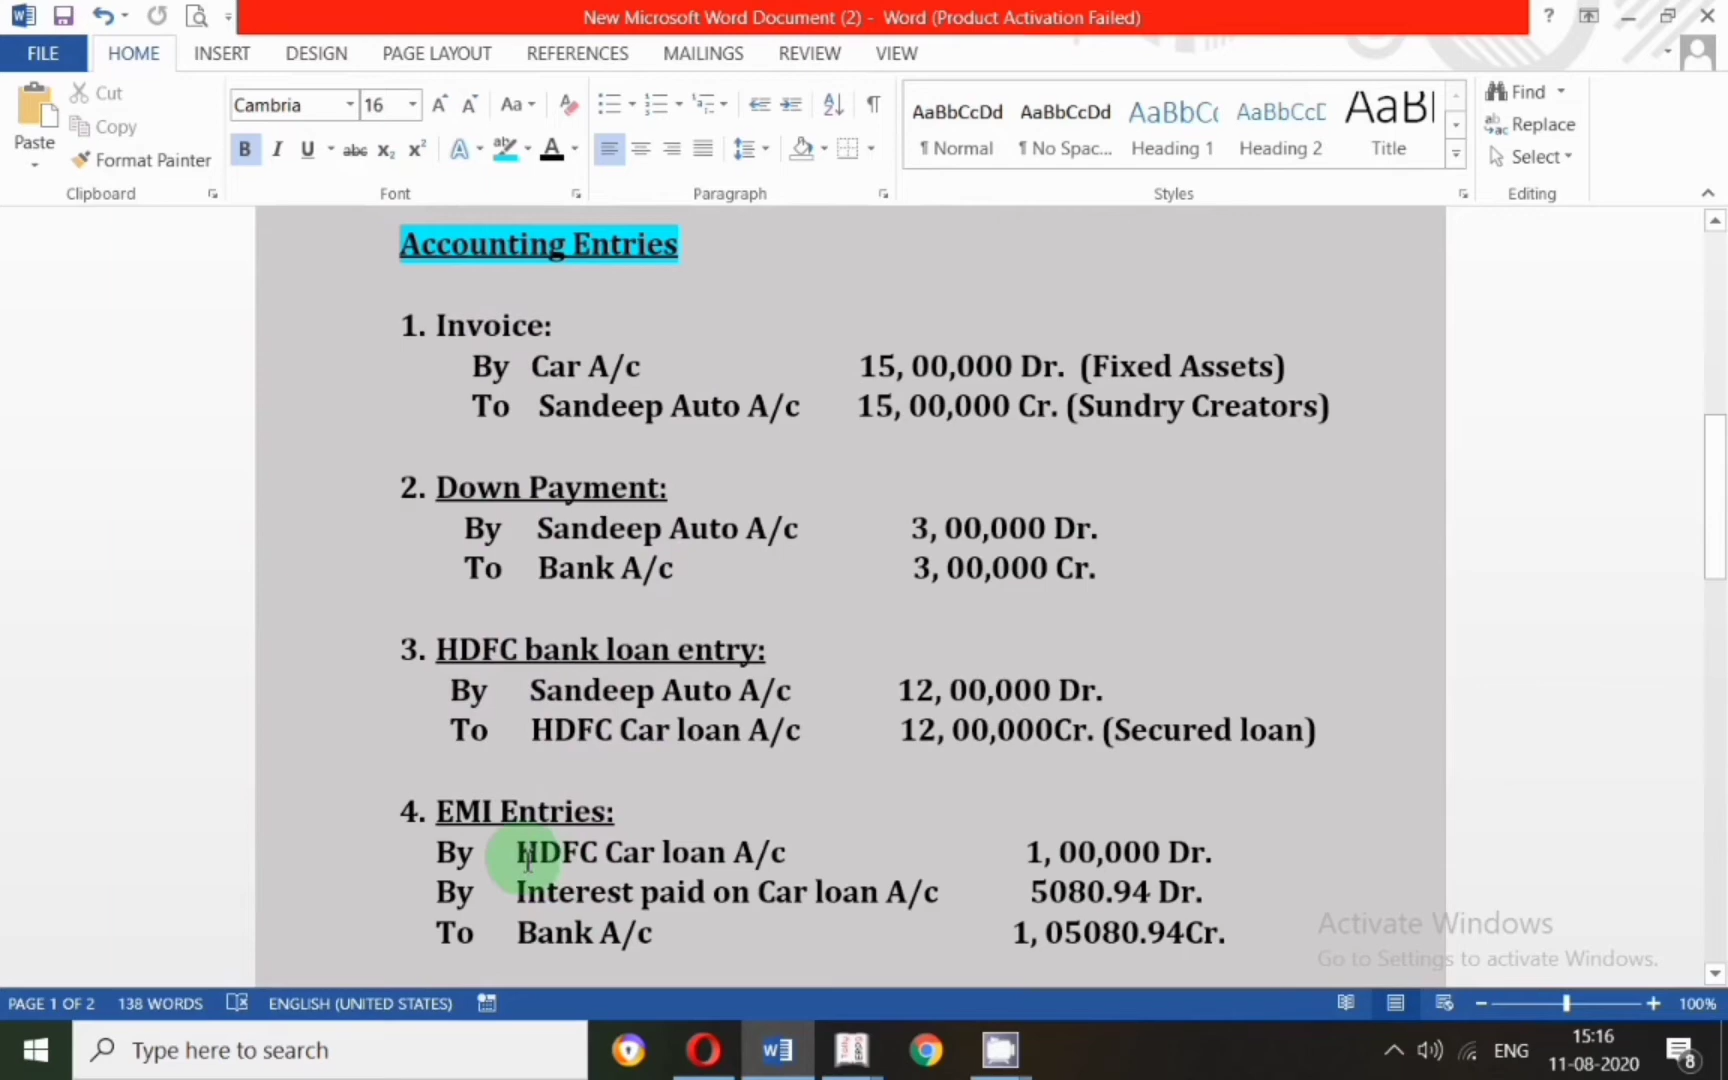 New Microsoft Word Document (2) - Word (Product Activation Failed)
FILE HOME INSERT DESIGN PAGE LAYOUT REFERENCES MAILINGS REVIEW VIEW
Paste
Cut
Copy
Format Painter
Clipboard
Cambria 16
Font
Paragraph
AaBbCcDd AaBbCcDd AaBbC AaBbCcD AaB
¶ Normal ¶ No Spac... Heading 1 Heading 2 Title
Styles
Find
Replace
Select
Editing
Accounting Entries
1. Invoice:
By Car A/c 15, 00,000 Dr. (Fixed Assets)
To Sandeep Auto A/c 15, 00,000 Cr. (Sundry Creators)
2. Down Payment:
By Sandeep Auto A/c 3, 00,000 Dr.
To Bank A/c 3, 00,000 Cr.
3. HDFC bank loan entry:
By Sandeep Auto A/c 12, 00,000 Dr.
To HDFC Car loan A/c 12, 00,000Cr. (Secured loan)
4. EMI Entries:
By HDFC Car loan A/c 1, 00,000 Dr.
By Interest paid on Car loan A/c 5080.94 Dr.
To Bank A/c 1, 05080.94Cr.
Activate Windows
Go to Settings to activate Windows.
PAGE 1 OF 2 138 WORDS ENGLISH (UNITED STATES) 100%
Type here to search
ENG
15:16
11-08-2020
8